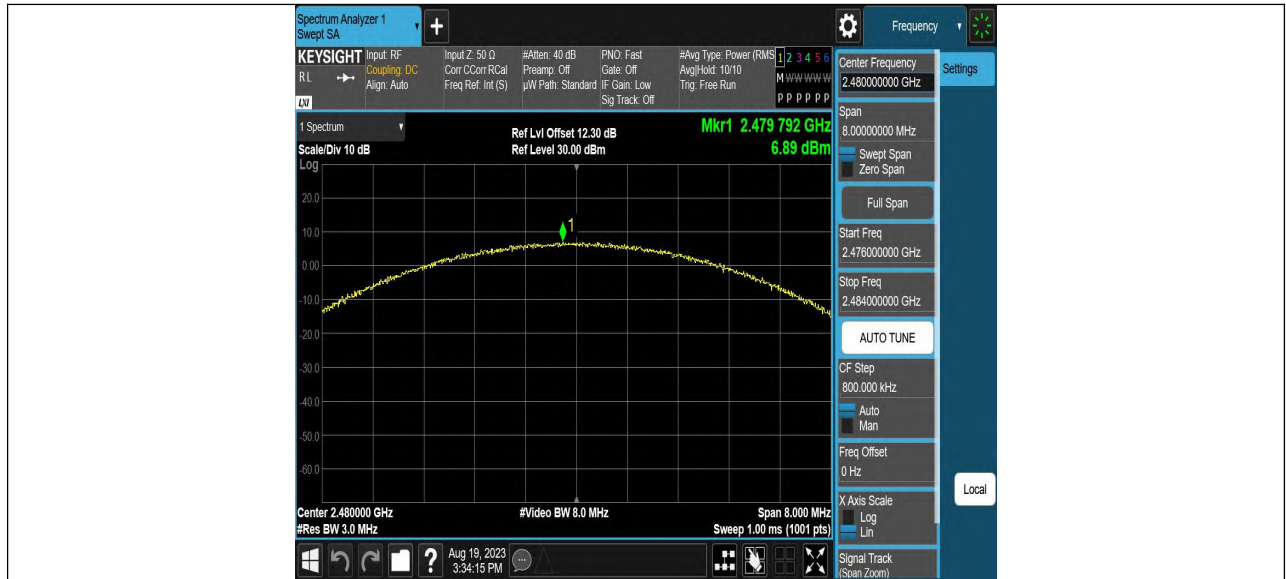 Spectrum Analyzer 1
Swept SA
+
Frequency
KEYSIGHT
Input: RF
Input Z: 50 Ω
#Atten: 40 dB
PNO: Fast
#Avg Type: Power (RMS
1 2 3 4 5 6
R L
Coupling: DC
Corr CCorr RCal
Preamp: Off
Gate: Off
Avg|Hold: 10/10
M W W W W W
Align: Auto
Freq Ref: Int (S)
µW Path: Standard
IF Gain: Low
Trig: Free Run
P P P P P P
LXI
Sig Track: Off
1 Spectrum
Ref Lvl Offset 12.30 dB
Mkr1 2.479 792 GHz
Scale/Div 10 dB
Ref Level 30.00 dBm
6.89 dBm
Log
20.0
10.0
0.00
-10.0
-20.0
-30.0
-40.0
-50.0
-60.0
1
Center 2.480000 GHz
#Video BW 8.0 MHz
Span 8.000 MHz
#Res BW 3.0 MHz
Sweep 1.00 ms (1001 pts)
?
Aug 19, 2023
3:34:15 PM
Center Frequency
2.480000000 GHz
Settings
Span
8.00000000 MHz
Swept Span
Zero Span
Full Span
Start Freq
2.476000000 GHz
Stop Freq
2.484000000 GHz
AUTO TUNE
CF Step
800.000 kHz
Auto
Man
Freq Offset
0 Hz
X Axis Scale
Log
Lin
Local
Signal Track
(Span Zoom)